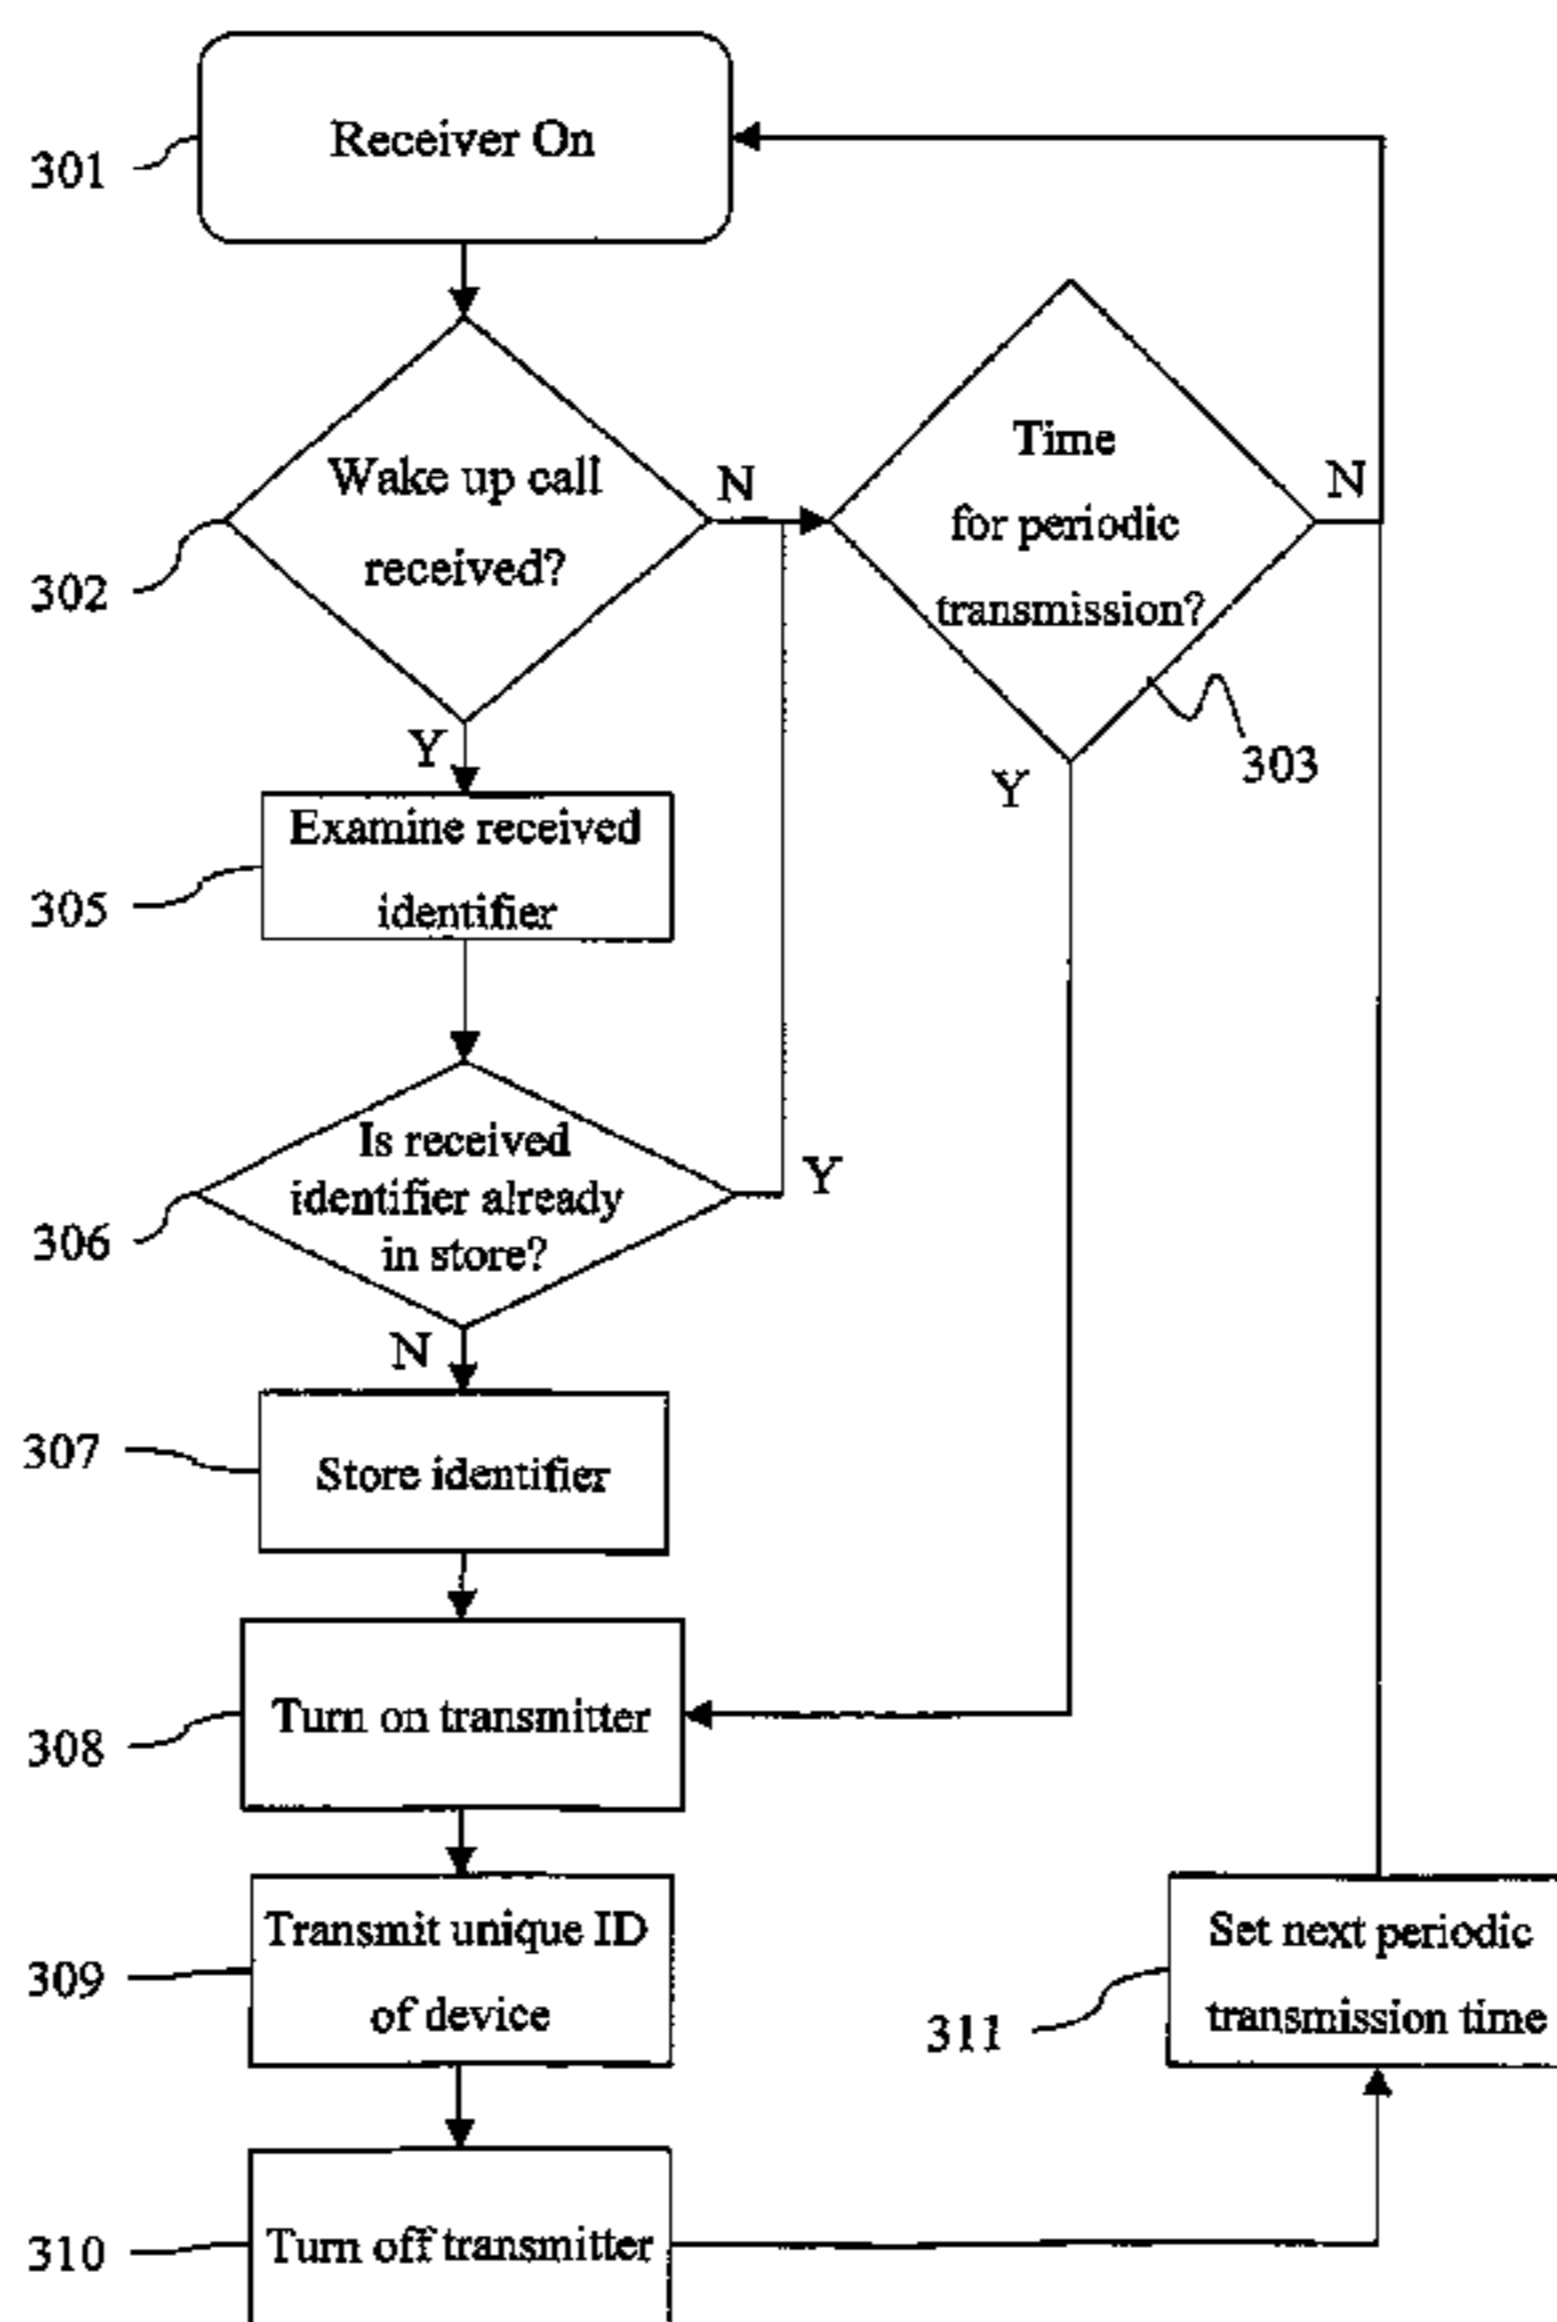 Receiver On
301
Wake up call
received?
N
302
Time
for periodic
transmission?
N
303
Y
Y
Examine received
identifier
305
Is received
identifier already
in store?
Y
306
N
Store identifier
307
Turn on transmitter
308
Transmit unique ID
of device
309
Set next periodic
transmission time
311
Turn off transmitter
310